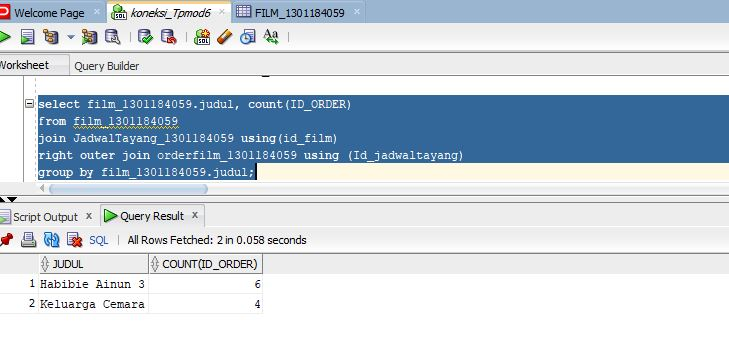 Welcome Page koneksi_Tpmod6 FILM_1301184059
SQL Aa
Worksheet Query Builder
select film_1301184059.judul, count(ID_ORDER)
from film_1301184059
join JadwalTayang_1301184059 using(id_film)
right outer join orderfilm_1301184059 using (Id_jadwaltayang)
group by film_1301184059.judul;
Script Output x Query Result x
SQL | All Rows Fetched: 2 in 0.058 seconds
JUDUL COUNT(ID_ORDER)
1 Habibie Ainun 3 6
2 Keluarga Cemara 4